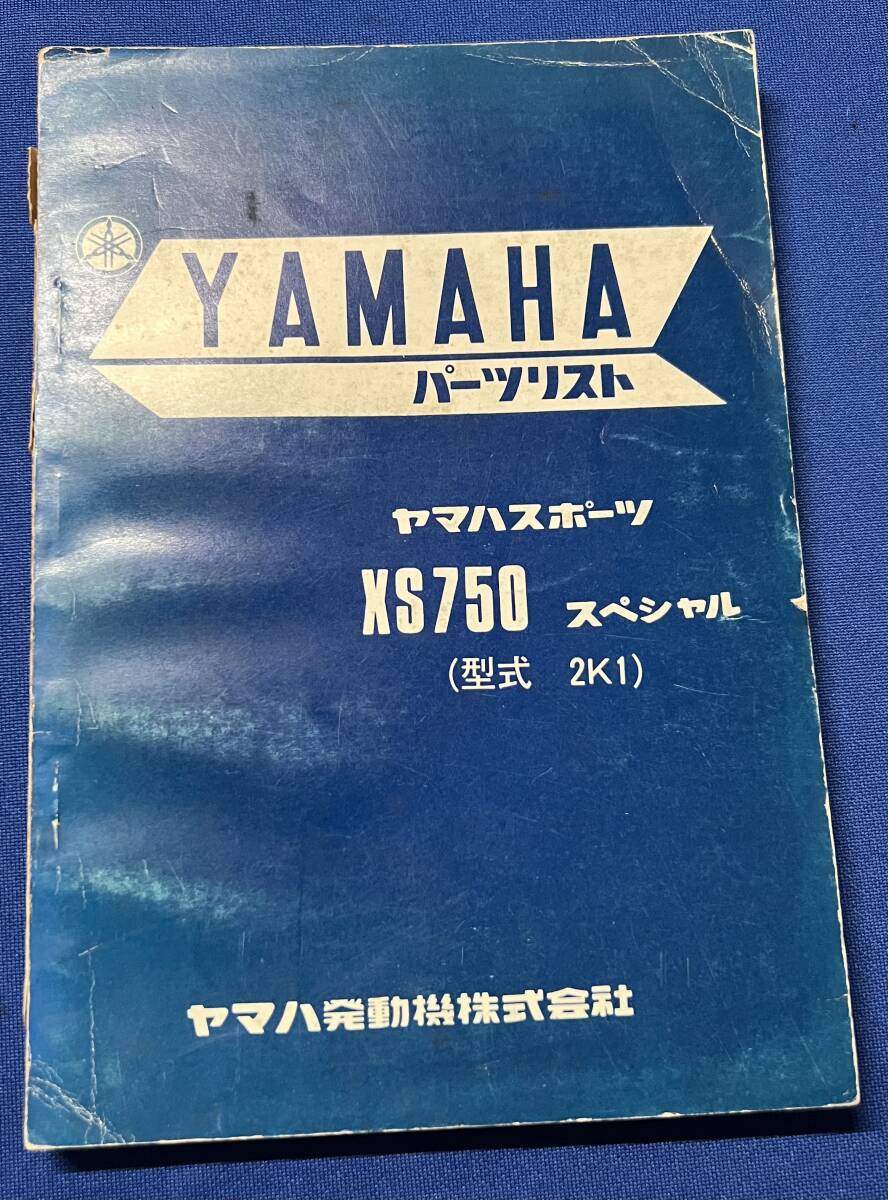 YAMAHA
パーツリスト
ヤマハスポーツ
XS750 スペシャル
(型式 2K1)
ヤマハ発動機株式会社